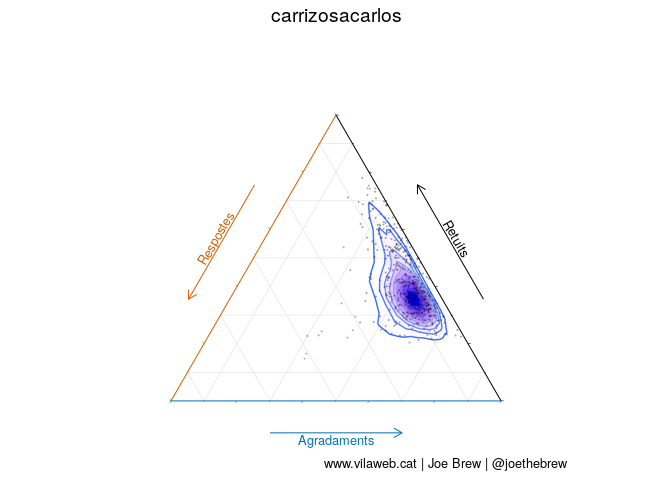 carrizosacarlos
Respostes
Retuits
Agradaments
www.vilaweb.cat | Joe Brew | @joethebrew